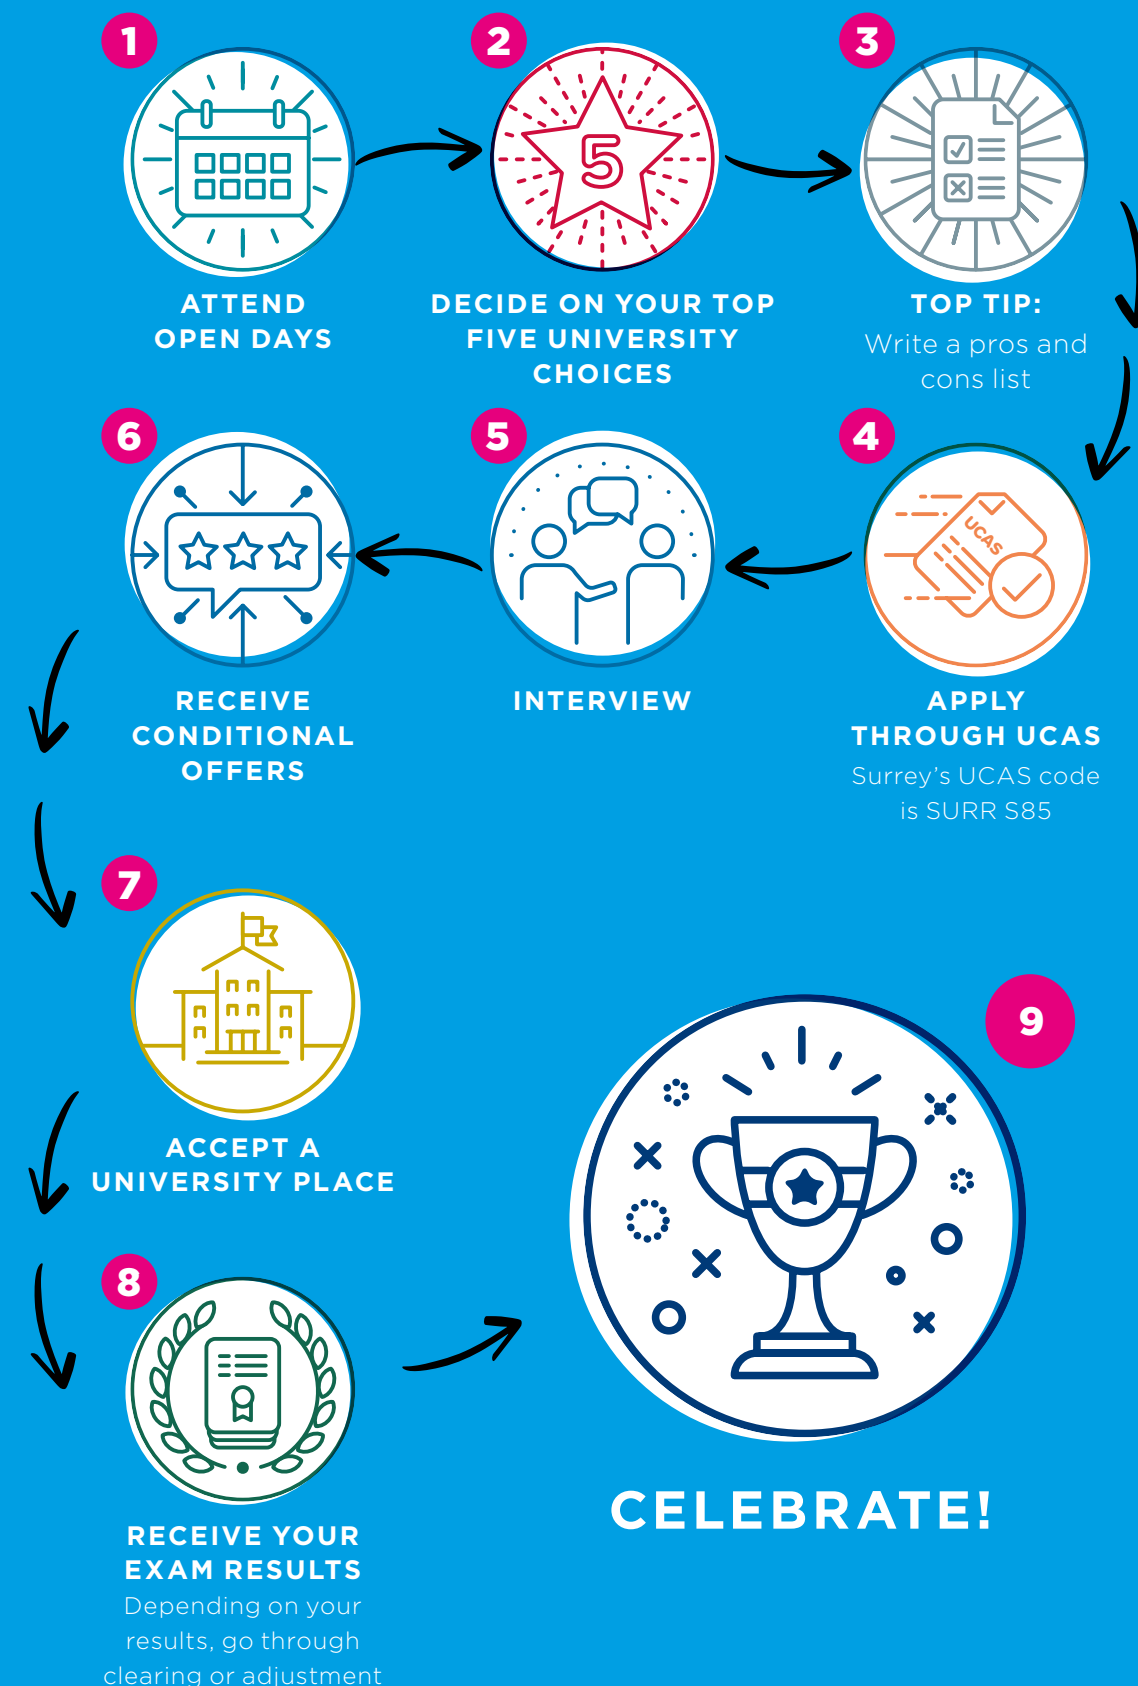 1
ATTEND
OPEN DAYS
2
5
DECIDE ON YOUR TOP
FIVE UNIVERSITY
CHOICES
3
TOP TIP:
Write a pros and
cons list
4
UCAS
APPLY
THROUGH UCAS
Surrey’s UCAS code
is SURR S85
5
INTERVIEW
6
RECEIVE
CONDITIONAL
OFFERS
7
ACCEPT A
UNIVERSITY PLACE
8
RECEIVE YOUR
EXAM RESULTS
Depending on your
results, go through
clearing or adjustment
9
CELEBRATE!